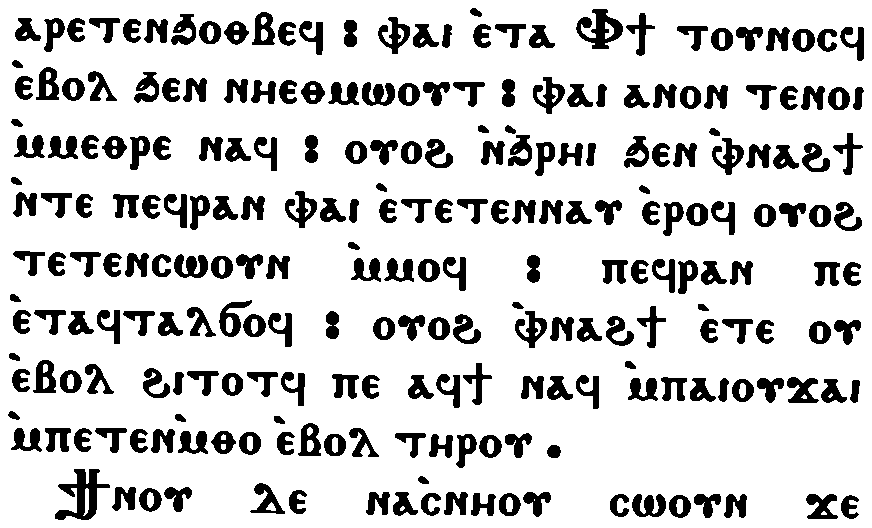 ⲁⲣⲉⲧⲉⲛϧⲟⲑⲃⲉϥ : ⲫⲁⲓ ⲉ̀ⲧⲁ Ⲫϯ ⲧⲟⲩⲛⲟⲥϥ
ⲉ̀ⲃⲟⲗ ϧⲉⲛ ⲛⲏⲉⲑⲙⲱⲟⲩⲧ : ⲫⲁⲓ ⲁⲛⲟⲛ ⲧⲉⲛⲟⲓ
ⲙ̀ⲙⲉⲑⲣⲉ ⲛⲁϥ : ⲟⲩⲟϩ ⲛ̀ϧ̀ⲣⲏⲓ ϧⲉⲛ ⲫ̀ⲛⲁϩϯ
ⲛ̀ⲧⲉ ⲡⲉϥⲣⲁⲛ ⲫⲁⲓ ⲉ̀ⲧⲉⲧⲉⲛⲛⲁⲩ ⲉ̀ⲣⲟϥ ⲟⲩⲟϩ
ⲧⲉⲧⲉⲛⲥⲱⲟⲩⲛ ⲙ̀ⲙⲟϥ : ⲡⲉϥⲣⲁⲛ ⲡⲉ
ⲉ̀ⲧⲁϥⲧⲁⲗϭⲟϥ : ⲟⲩⲟϩ ⲫ̀ⲛⲁϩϯ ⲉ̀ⲧⲉ ⲟⲩ
ⲉ̀ⲃⲟⲗ ϩⲓⲧⲟⲧϥ ⲡⲉ ⲁϥϯ ⲛⲁϥ ⲙ̀ⲡⲁⲓⲟⲩϫⲁⲓ
ⲙ̀ⲡⲉⲧⲉⲛⲙ̀ⲑⲟ ⲉ̀ⲃⲟⲗ ⲧⲏⲣⲟⲩ .
Ϯⲛⲟⲩ ⲇⲉ ⲛⲁⲥ̀ⲛⲏⲟⲩ ⲥⲱⲟⲩⲛ ϫⲉ